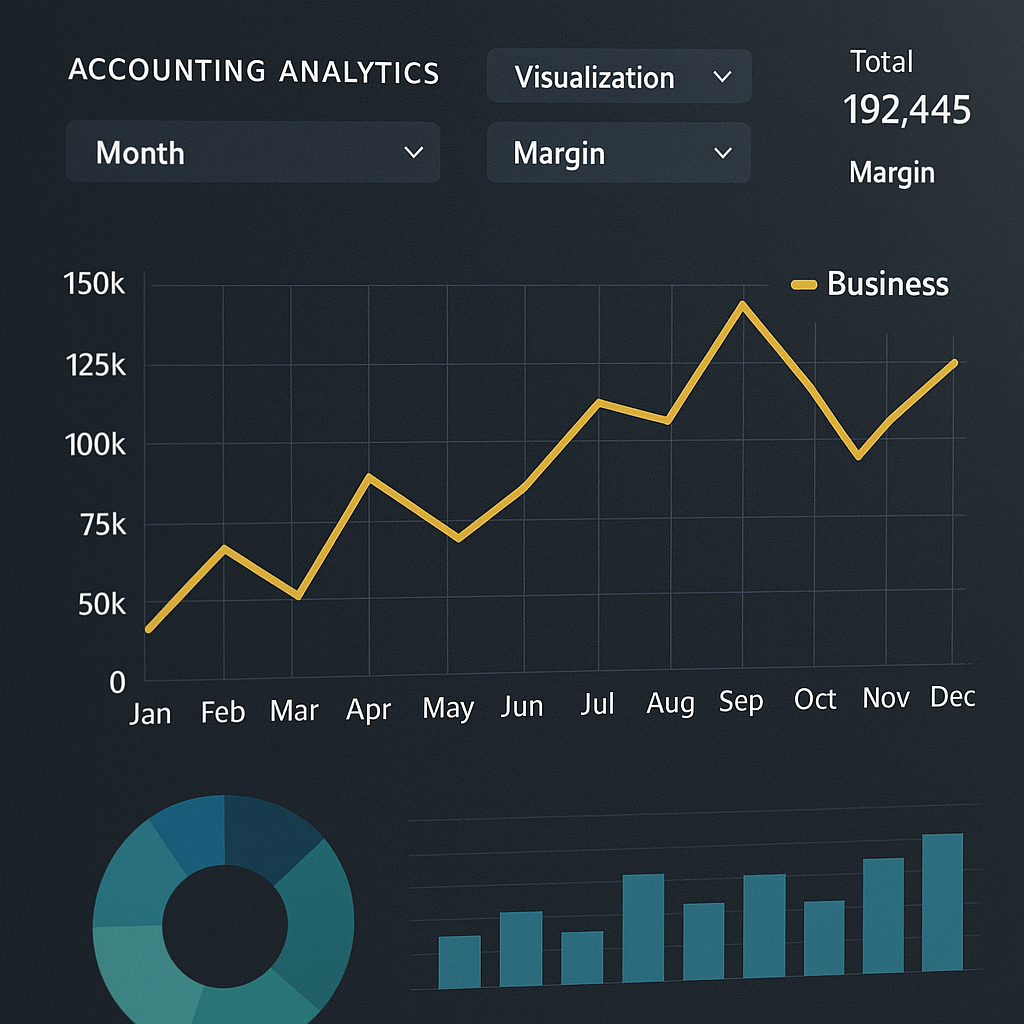 ACCOUNTING ANALYTICS
Visualization
Month
Margin
Total
192,445
Margin
Business
150k
125k
100k
75k
50k
0
Jan Feb Mar Apr May Jun Jul Aug Sep Oct Nov Dec